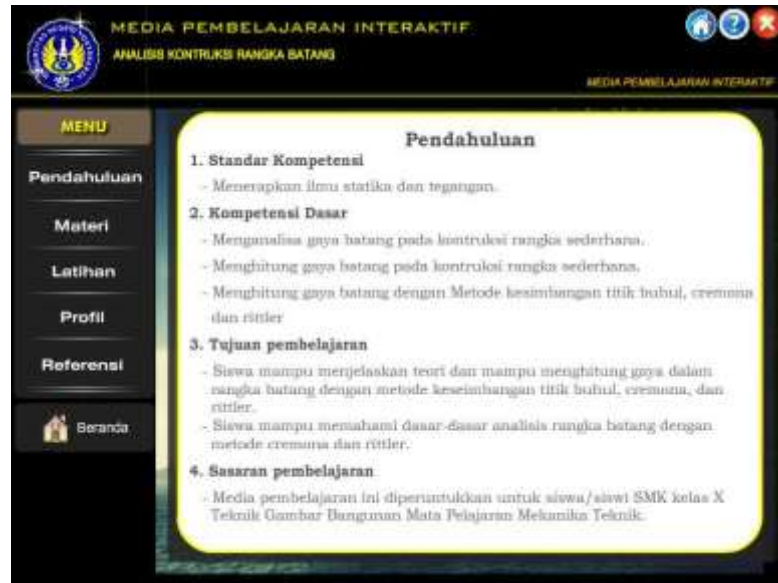 MEDIA PEMBELAJARAN INTERAKTIF
ANALISIS KONTRUKSI RANGKA BATANG
MEDIA PEMBELAJARAN INTERAKTIF
MENU
Pendahuluan
Materi
Latihan
Profil
Referensi
Beranda
Pendahuluan
1. Standar Kompetensi
- Menerapkan ilmu statika dan tegangan.
2. Kompetensi Dasar
- Menganalisa gaya batang pada kontruksi rangka sederhana.
- Menghitung gaya batang pada kontruksi rangka sederhana.
- Menghitung gaya batang dengan Metode kesimbangan titik buhul, cremona
dan rittler
3. Tujuan pembelajaran
- Siswa mampu menjelaskan teori dan mampu menghitung gaya dalam
rangka batang dengan metode keseimbangan titik buhul, cremona, dan
rittler.
- Siswa mampu memahami dasar-dasar analisis rangka batang dengan
metode cremona dan rittler.
4. Sasaran pembelajaran
- Media pembelajaran ini diperuntukkan untuk siswa/siswi SMK kelas X
Teknik Gambar Bangunan Mata Pelajaran Mekanika Teknik.